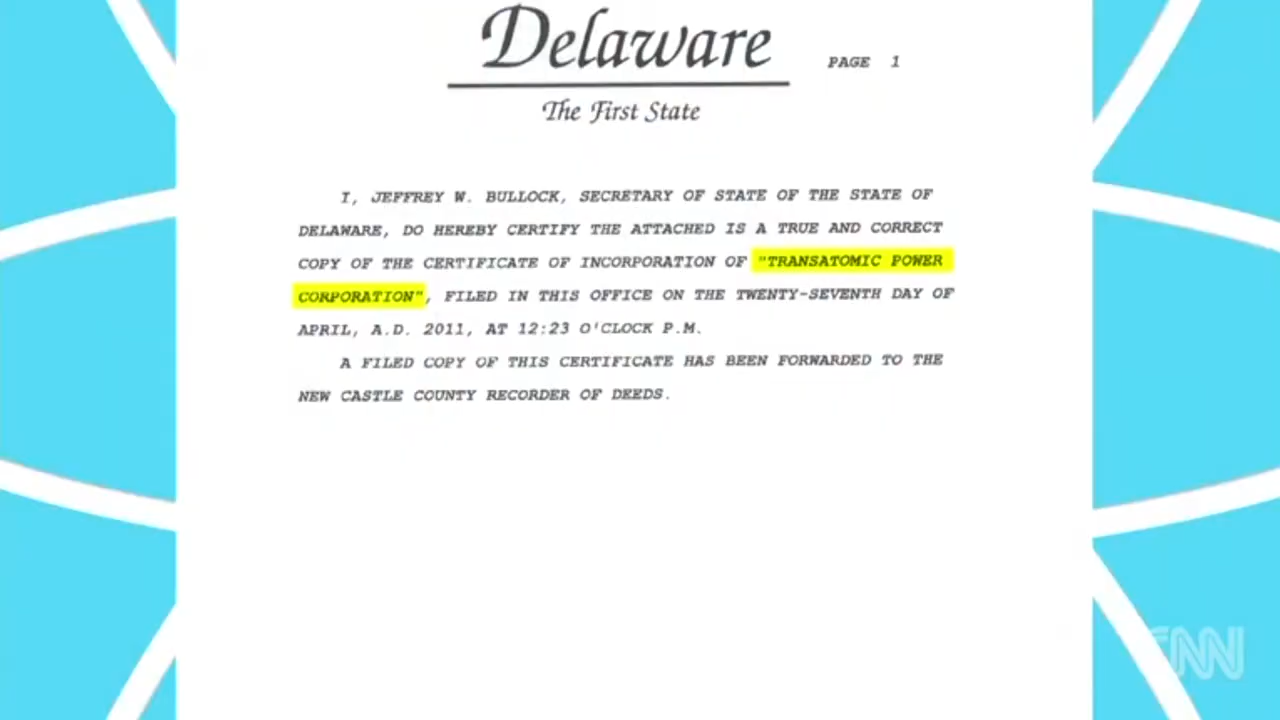 Delaware
PAGE 1
The First State
I, JEFFREY W. BULLOCK, SECRETARY OF STATE OF THE STATE OF
DELAWARE, DO HEREBY CERTIFY THE ATTACHED IS A TRUE AND CORRECT
COPY OF THE CERTIFICATE OF INCORPORATION OF "TRANSATOMIC POWER
CORPORATION", FILED IN THIS OFFICE ON THE TWENTY-SEVENTH DAY OF
APRIL, A.D. 2011, AT 12:23 O'CLOCK P.M.
A FILED COPY OF THIS CERTIFICATE HAS BEEN FORWARDED TO THE
NEW CASTLE COUNTY RECORDER OF DEEDS.
CNN